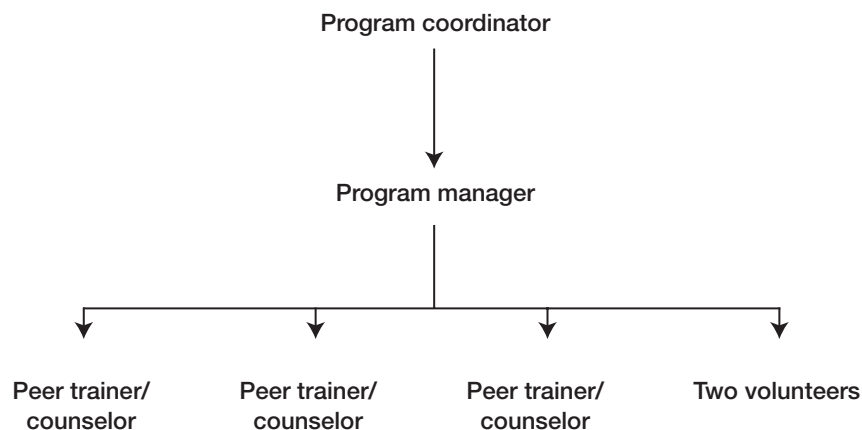 Program coordinator
Program manager
Peer trainer/
counselor
Peer trainer/
counselor
Peer trainer/
counselor
Two volunteers